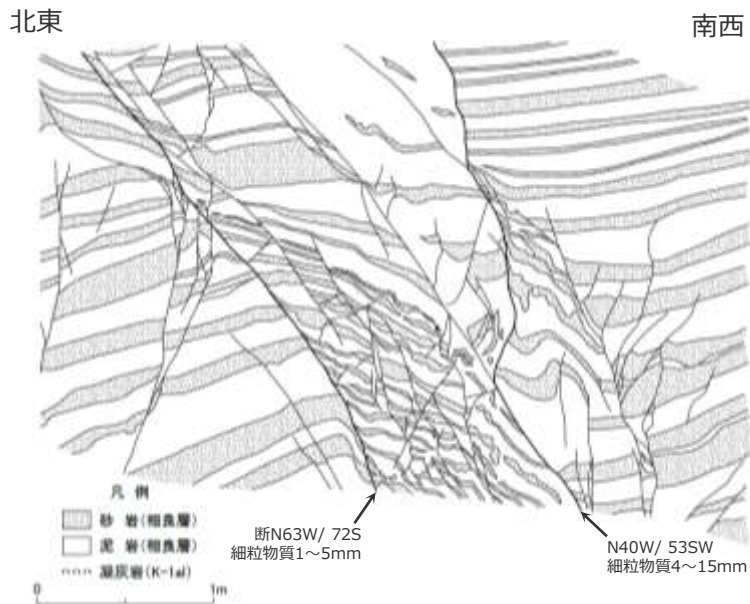 北東
南西
凡 例
砂 岩(相良層)
泥 岩(相良層)
凝灰岩(K-1al)
0
1m
断N63W/ 72S
細粒物質1～5mm
N40W/ 53SW
細粒物質4～15mm